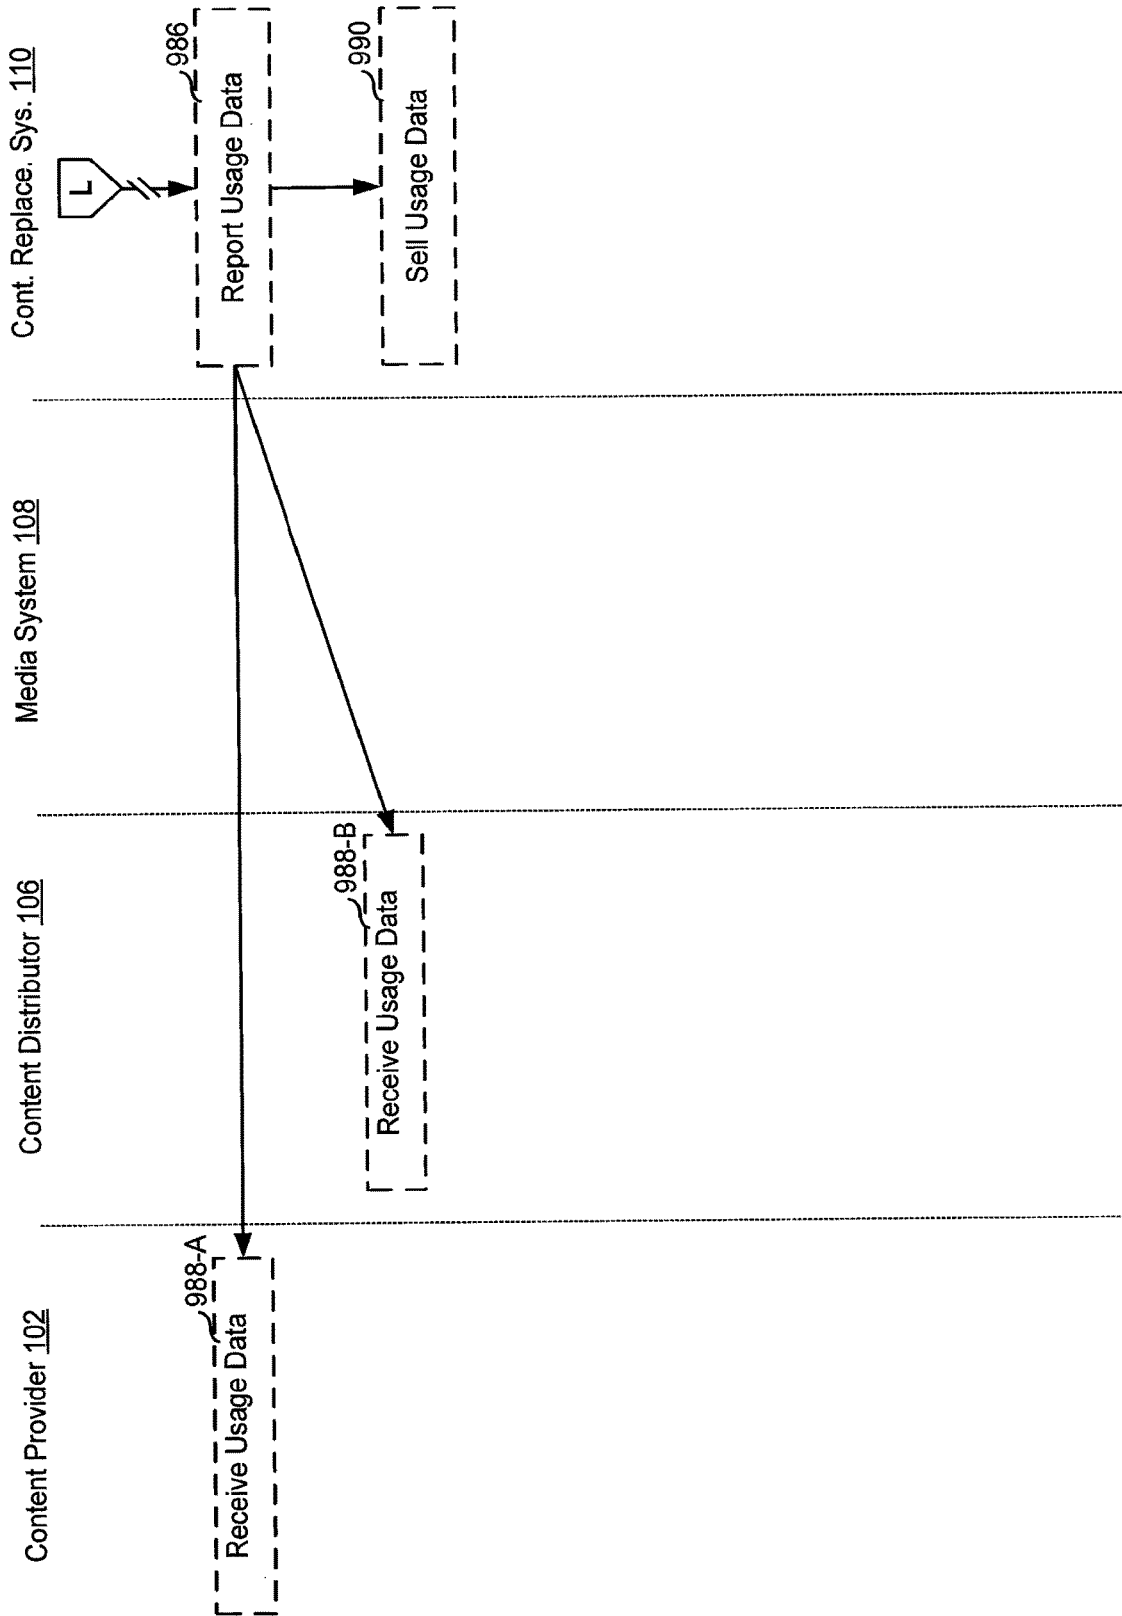 Content Provider 102
Content Distributor 106
Media System 108
Cont. Replace. Sys. 110
L
986
Report Usage Data
988-A
Receive Usage Data
988-B
Receive Usage Data
990
Sell Usage Data